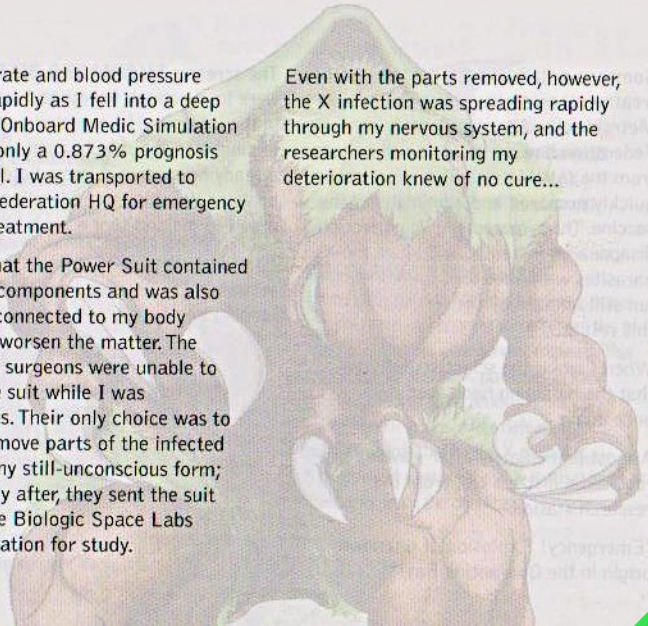 rate and blood pressure
pidly as I fell into a deep
Onboard Medic Simulation
only a 0.873% prognosis
l. I was transported to
ederation HQ for emergency
eatment.
at the Power Suit contained
components and was also
connected to my body
worsen the matter. The
surgeons were unable to
e suit while I was
s. Their only choice was to
move parts of the infected
ny still-unconscious form;
y after, they sent the suit
e Biologic Space Labs
ation for study.
Even with the parts removed, however,
the X infection was spreading rapidly
through my nervous system, and the
researchers monitoring my
deterioration knew of no cure...